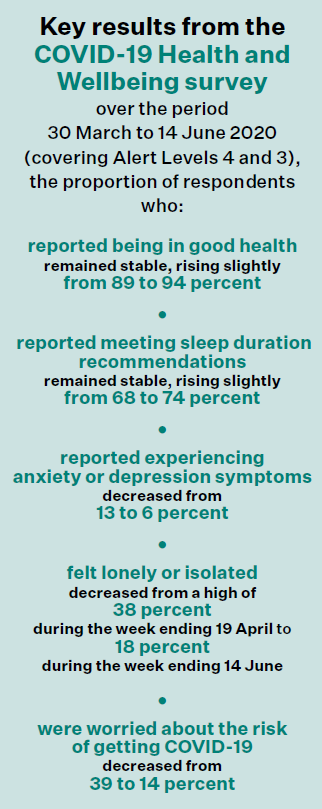 Key results from the
COVID-19 Health and
Wellbeing survey
over the period
30 March to 14 June 2020
(covering Alert Levels 4 and 3),
the proportion of respondents
who:
reported being in good health
remained stable, rising slightly
from 89 to 94 percent
•
reported meeting sleep duration
recommendations
remained stable, rising slightly
from 68 to 74 percent
•
reported experiencing
anxiety or depression symptoms
decreased from
13 to 6 percent
•
felt lonely or isolated
decreased from a high of
38 percent
during the week ending 19 April to
18 percent
during the week ending 14 June
•
were worried about the risk
of getting COVID-19
decreased from
39 to 14 percent